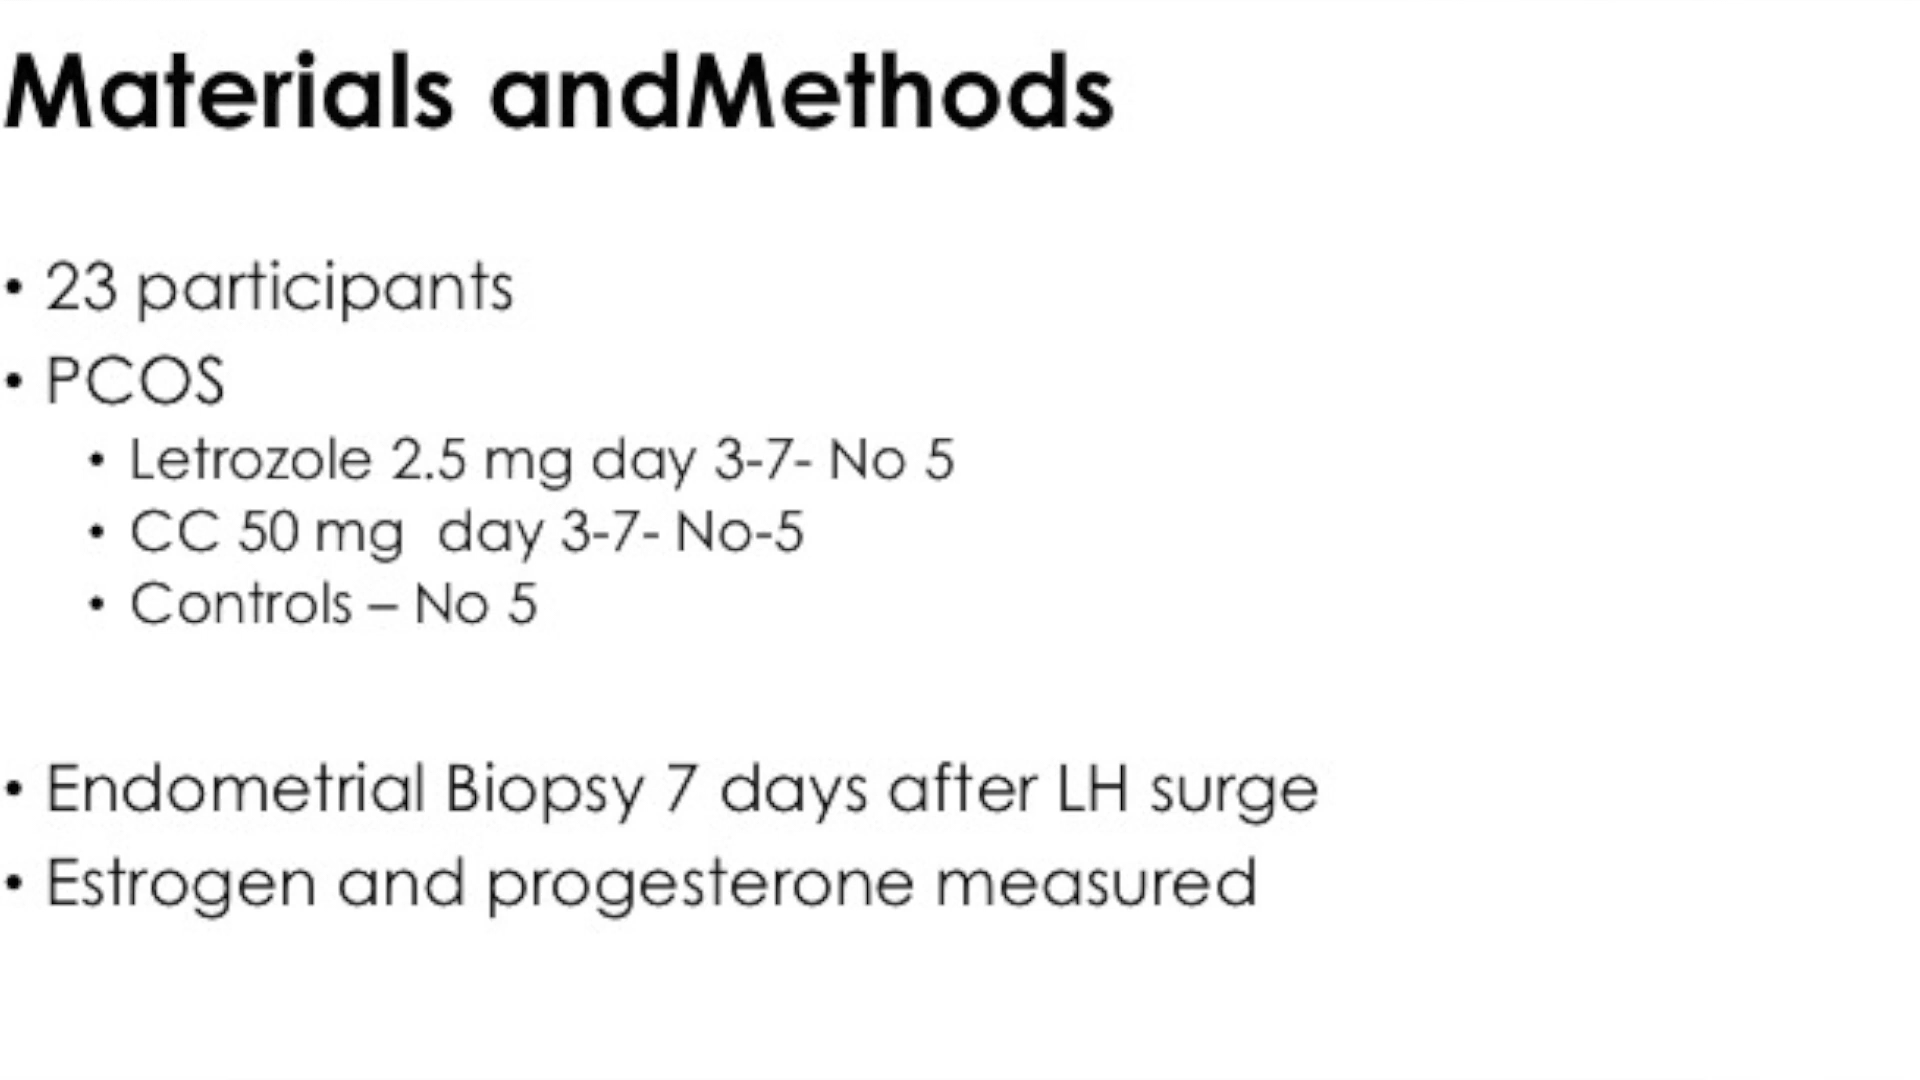 Materials andMethods
• 23 participants
• PCOS
• Letrozole 2.5 mg day 3-7- No 5
• CC 50 mg  day 3-7- No-5
• Controls – No 5
• Endometrial Biopsy 7 days after LH surge
• Estrogen and progesterone measured